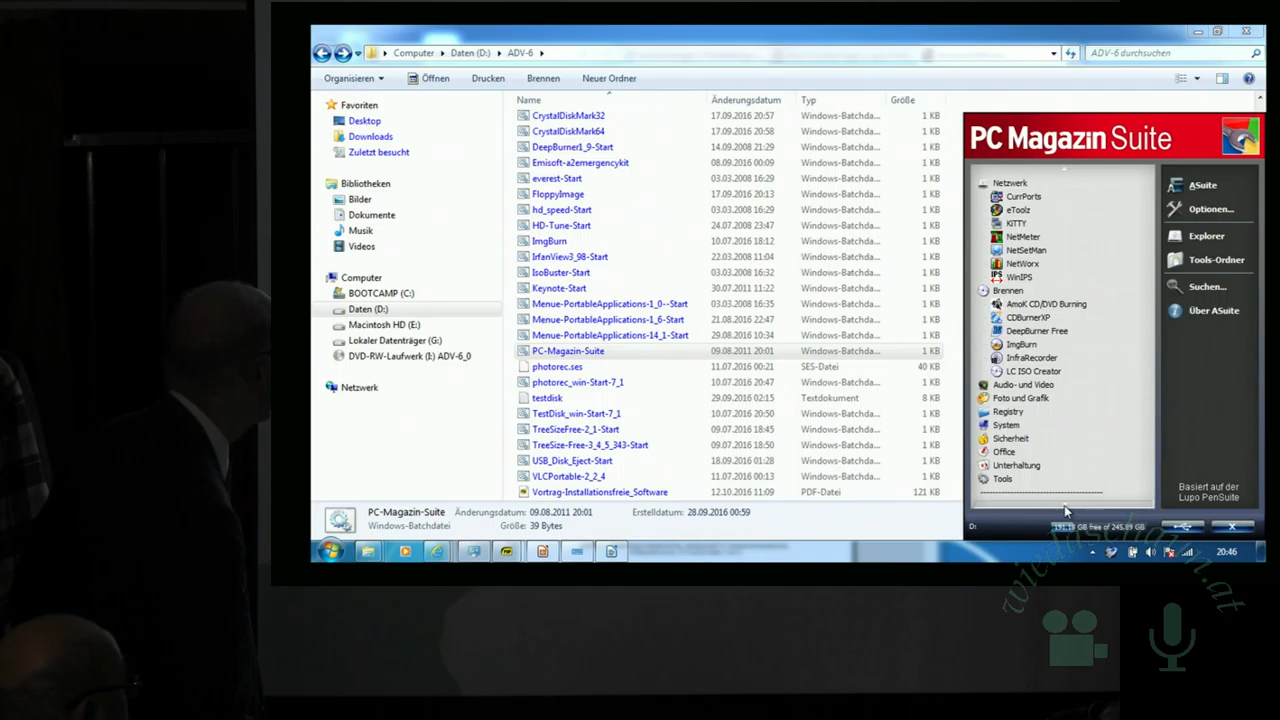 Computer Daten (D:) ADV-6
ADV-6 durchsuchen
Organisieren Öffnen Drucken Brennen Neuer Ordner
Name Änderungsdatum Typ Größe
Favoriten
Desktop
Downloads
Zuletzt besucht
Bibliotheken
Bilder
Dokumente
Musik
Videos
Computer
BOOTCAMP (C:)
Daten (D:)
Macintosh HD (E:)
Lokaler Datenträger (G:)
DVD-RW-Laufwerk (I:) ADV-6_0
Netzwerk
CrystalDiskMark32 17.09.2016 20:57 Windows-Batchda... 1 KB
CrystalDiskMark64 17.09.2016 20:58 Windows-Batchda... 1 KB
DeepBurner1_9-Start 14.09.2008 21:29 Windows-Batchda... 1 KB
Emisoft-a2emergencykit 08.09.2016 00:09 Windows-Batchda... 1 KB
everest-Start 03.03.2008 16:29 Windows-Batchda... 1 KB
FloppyImage 17.09.2016 20:13 Windows-Batchda... 1 KB
hd_speed-Start 03.03.2008 16:29 Windows-Batchda... 1 KB
HD-Tune-Start 24.07.2008 23:47 Windows-Batchda... 1 KB
ImgBurn 10.07.2016 18:12 Windows-Batchda... 1 KB
IrfanView3_98-Start 22.03.2008 11:04 Windows-Batchda... 1 KB
IsoBuster-Start 03.03.2008 16:32 Windows-Batchda... 1 KB
Keynote-Start 30.07.2011 11:22 Windows-Batchda... 1 KB
Menue-PortableApplications-1_0--Start 03.03.2008 16:35 Windows-Batchda... 1 KB
Menue-PortableApplications-1_6-Start 21.08.2016 22:47 Windows-Batchda... 1 KB
Menue-PortableApplications-14_1-Start 29.08.2016 10:34 Windows-Batchda... 1 KB
PC-Magazin-Suite 09.08.2011 20:01 Windows-Batchda... 1 KB
photorec.ses 11.07.2016 00:21 SES-Datei 40 KB
photorec_win-Start-7_1 10.07.2016 20:47 Windows-Batchda... 1 KB
testdisk 29.09.2016 02:15 Textdokument 8 KB
TestDisk_win-Start-7_1 10.07.2016 20:50 Windows-Batchda... 1 KB
TreeSizeFree-2_1-Start 09.07.2016 18:45 Windows-Batchda... 1 KB
TreeSize-Free-3_4_5_343-Start 09.07.2016 18:50 Windows-Batchda... 1 KB
USB_Disk_Eject-Start 18.09.2016 01:28 Windows-Batchda... 1 KB
VLCPortable-2_2_4 11.07.2016 00:13 Windows-Batchda... 1 KB
Vortrag-Installationsfreie_Software 12.10.2016 11:09 PDF-Datei 121 KB
PC-Magazin-Suite Änderungsdatum: 09.08.2011 20:01 Erstelldatum: 28.09.2016 00:59
Windows-Batchdatei Größe: 39 Bytes
PC Magazin Suite
Netzwerk
CurrPorts
eToolz
KiTTY
NetMeter
NetSetMan
NetWorx
WinIPS
Brennen
AmoK CD/DVD Burning
CDBurnerXP
DeepBurner Free
ImgBurn
InfraRecorder
LC ISO Creator
Audio- und Video
Foto und Grafik
Registry
System
Sicherheit
Office
Unterhaltung
Tools
ASuite
Optionen...
Explorer
Tools-Ordner
Suchen...
Über ASuite
Basiert auf der
Lupo PenSuite
D: 191.19 GB free of 245.89 GB
20:46
wiedaschaun.at